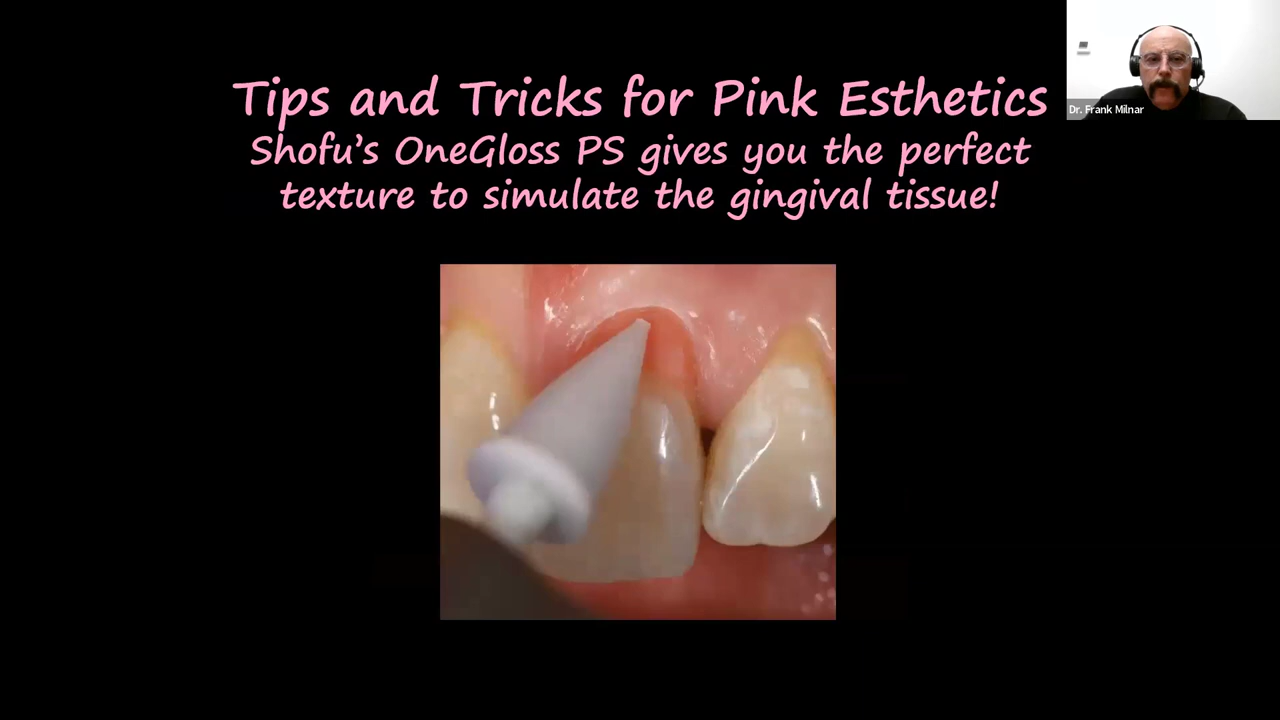 Tips and Tricks for Pink Esthetics
Shofu's OneGloss PS gives you the perfect
texture to simulate the gingival tissue!
Dr. Frank Milnar